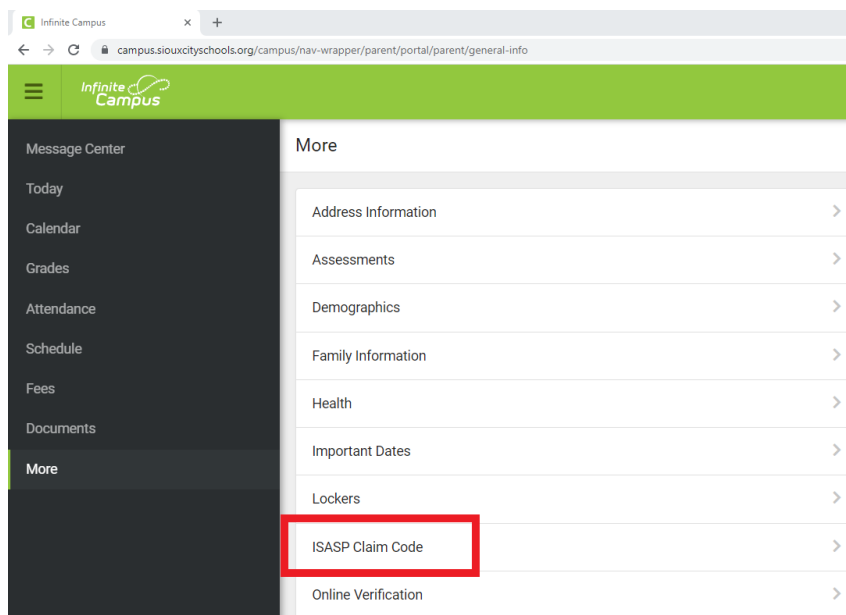 Infinite Campus
campus.siouxcityschools.org/campus/nav-wrapper/parent/portal/parent/general-info
Infinite
Campus
Message Center
Today
Calendar
Grades
Attendance
Schedule
Fees
Documents
More
More
Address Information
Assessments
Demographics
Family Information
Health
Important Dates
Lockers
ISASP Claim Code
Online Verification